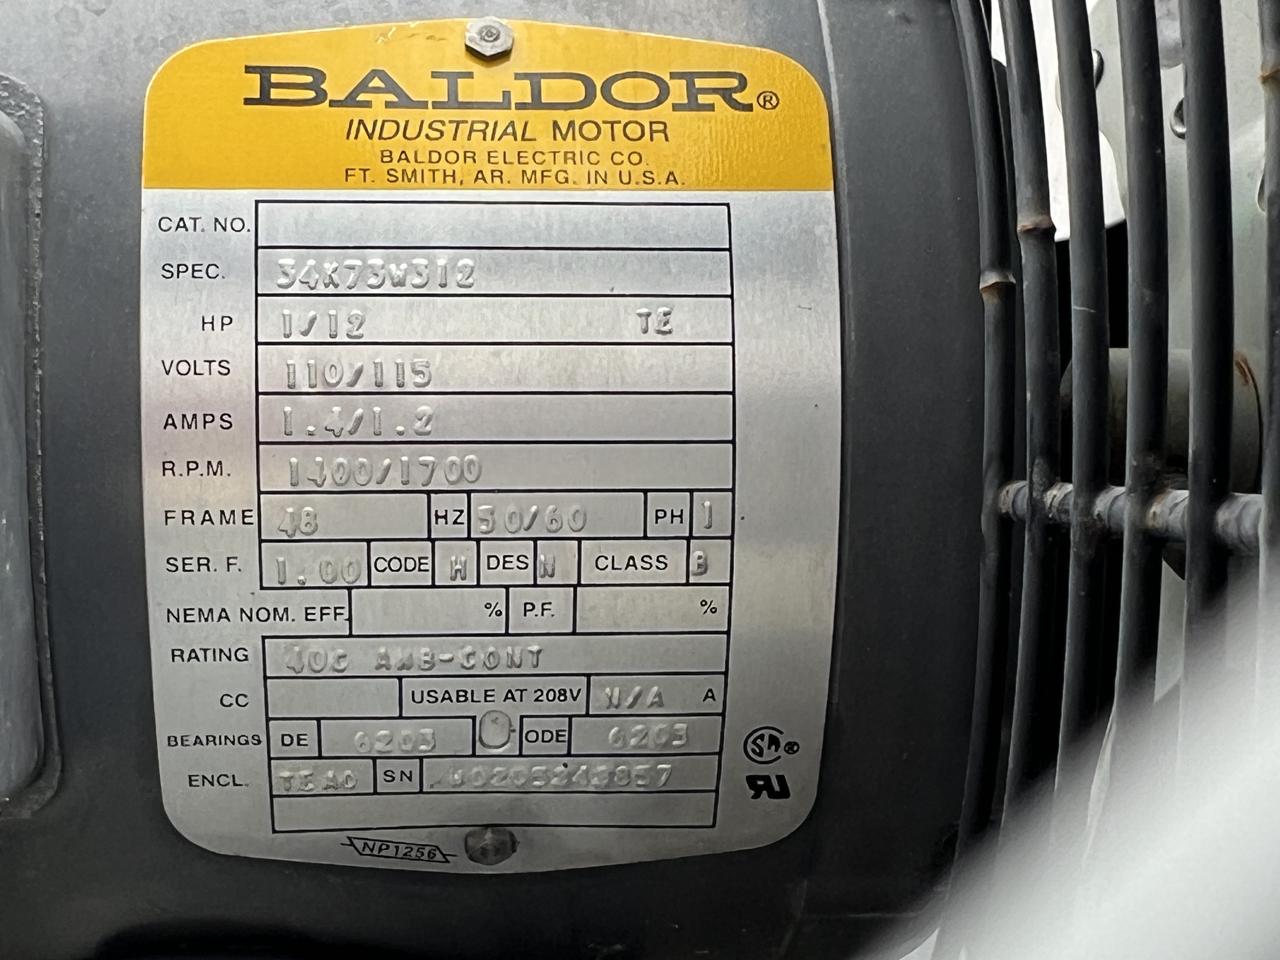 BALDOR®
INDUSTRIAL MOTOR
BALDOR ELECTRIC CO.
FT. SMITH, AR. MFG. IN U.S.A.
CAT. NO.
SPEC. 34K73W312
HP 1/12 TE
VOLTS 110/115
AMPS 1.4/1.2
R.P.M. 1400/1700
FRAME 48 HZ 50/60 PH 1
SER. F. 1.00 CODE H DES N CLASS B
NEMA NOM. EFF. % P.F. %
RATING 40C AMB-CONT
CC USABLE AT 208V N/A A
BEARINGS DE 6203 ODE 6203
ENCL. TEAO SN
SA®
RU
NP1256